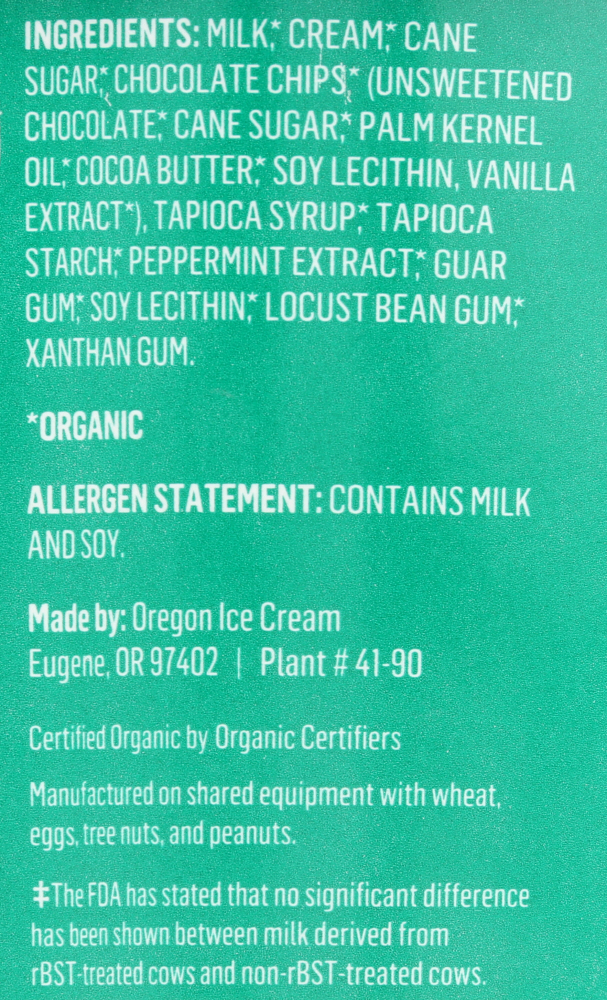 INGREDIENTS: MILK,* CREAM,* CANE
SUGAR,* CHOCOLATE CHIPS,* (UNSWEETENED
CHOCOLATE,* CANE SUGAR,* PALM KERNEL
OIL,* COCOA BUTTER,* SOY LECITHIN, VANILLA
EXTRACT*), TAPIOCA SYRUP,* TAPIOCA
STARCH,* PEPPERMINT EXTRACT,* GUAR
GUM,* SOY LECITHIN,* LOCUST BEAN GUM,*
XANTHAN GUM.
*ORGANIC
ALLERGEN STATEMENT: CONTAINS MILK
AND SOY.
Made by: Oregon Ice Cream
Eugene, OR 97402 | Plant # 41-90
Certified Organic by Organic Certifiers
Manufactured on shared equipment with wheat,
eggs, tree nuts, and peanuts.
‡The FDA has stated that no significant difference
has been shown between milk derived from
rBST-treated cows and non-rBST-treated cows.